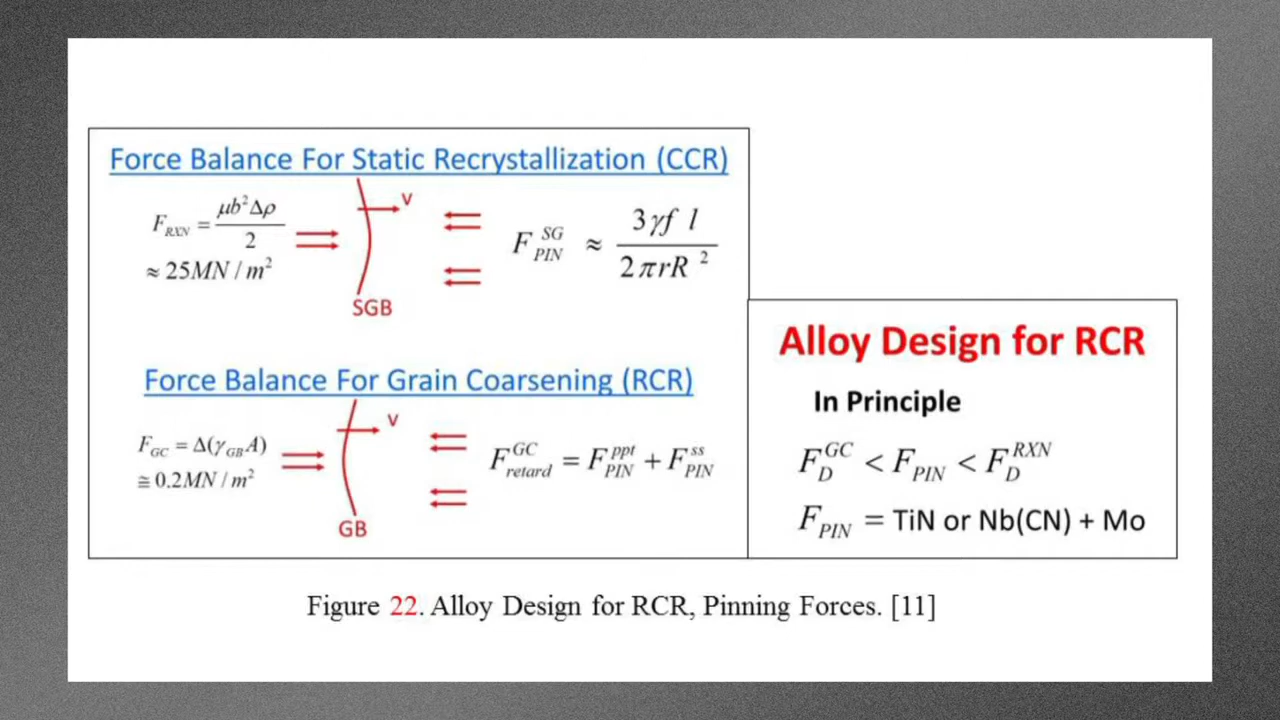 Force Balance For Static Recrystallization (CCR)
F_RXN = μb²Δρ / 2
≈ 25MN / m²
V
F_PIN^SG ≈ 3γf l / 2πrR²
SGB
Force Balance For Grain Coarsening (RCR)
F_GC = Δ(γ_GB A)
≅ 0.2MN / m²
V
F_retard^GC = F_PIN^ppt + F_PIN^ss
GB
Alloy Design for RCR
In Principle
F_D^GC < F_PIN < F_D^RXN
F_PIN = TiN or Nb(CN) + Mo
Figure 22. Alloy Design for RCR, Pinning Forces. [11]